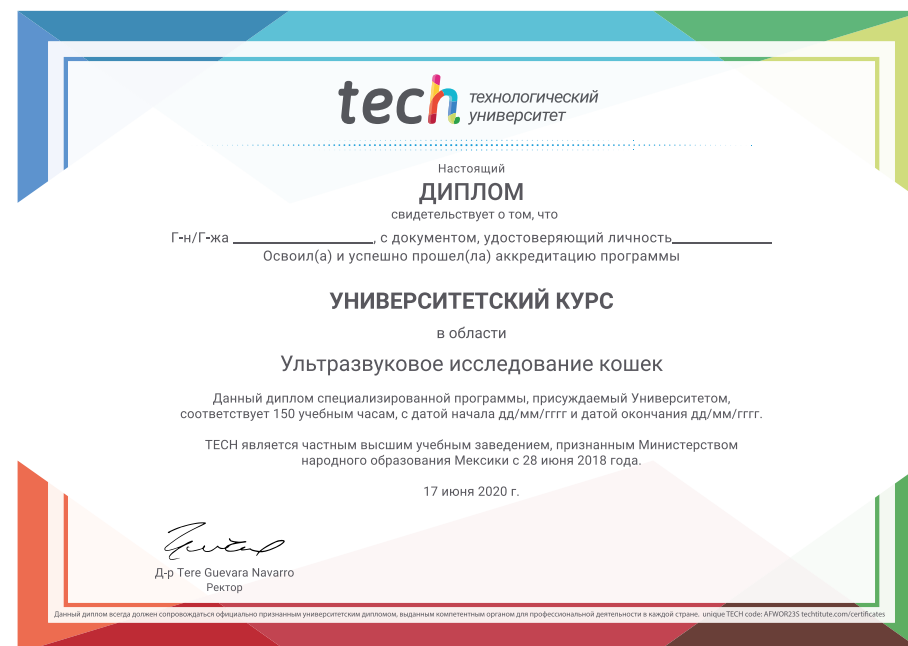 tech технологический
университет
Настоящий
ДИПЛОМ
свидетельствует о том, что
Г-н/Г-жа ____________, с документом, удостоверяющий личность____________
Освоил(а) и успешно прошел(ла) аккредитацию программы
УНИВЕРСИТЕТСКИЙ КУРС
в области
Ультразвуковое исследование кошек
Данный диплом специализированной программы, присуждаемый Университетом,
соответствует 150 учебным часам, с датой начала дд/мм/гггг и датой окончания дд/мм/гггг.
TECH является частным высшим учебным заведением, признанным Министерством
народного образования Мексики с 28 июня 2018 года.
17 июня 2020 г.
Д-р Tere Guevara Navarro
Ректор
Данный диплом всегда должен сопровождаться официально признанным университетским дипломом, выданным компетентным органом для профессиональной деятельности в каждой стране. unique TECH code: AFWOR23S techtitute.com/certificates